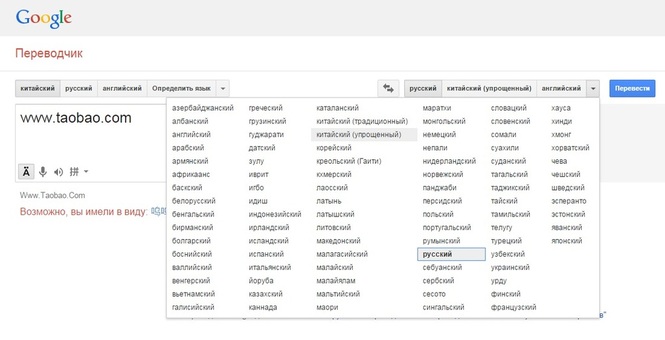 Google
Переводчик
китайский русский английский Определить язык
русский китайский (упрощенный) английский
Перевести
www.taobao.com
Ä
拼
Www.Taobao.Com
Возможно, вы имели в виду:
азербайджанский греческий каталанский маратхи словацкий хауса
албанский грузинский китайский (традиционный) монгольский словенский хинди
английский гуджарати китайский (упрощенный) немецкий сомали хмонг
арабский датский корейский непали суахили хорватский
армянский зулу креольский (Гаити) нидерландский суданский чева
африкаанс иврит кхмерский норвежский тагальский чешский
баскский игбо лаосский панджаби таджикский шведский
белорусский идиш латынь персидский тайский эсперанто
бенгальский индонезийский латышский польский тамильский эстонский
бирманский ирландский литовский португальский телугу яванский
болгарский исландский македонский румынский турецкий японский
боснийский испанский малагасийский русский узбекский
валлийский итальянский малайский себуанский украинский
венгерский йоруба малайялам сербский урду
вьетнамский казахский мальтийский сесото финский
галисийский каннада маори сингальский французский